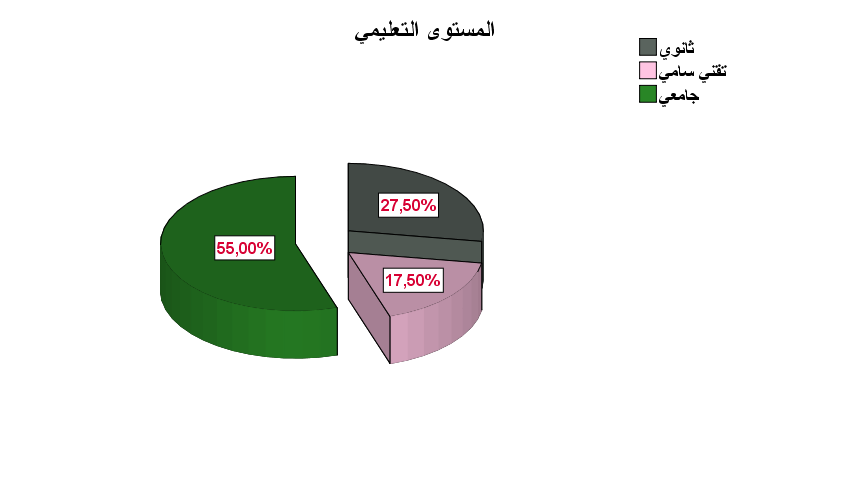 المستوى التعليمي
ثانوي
تقني سامي
جامعي
27,50%
55,00%
17,50%